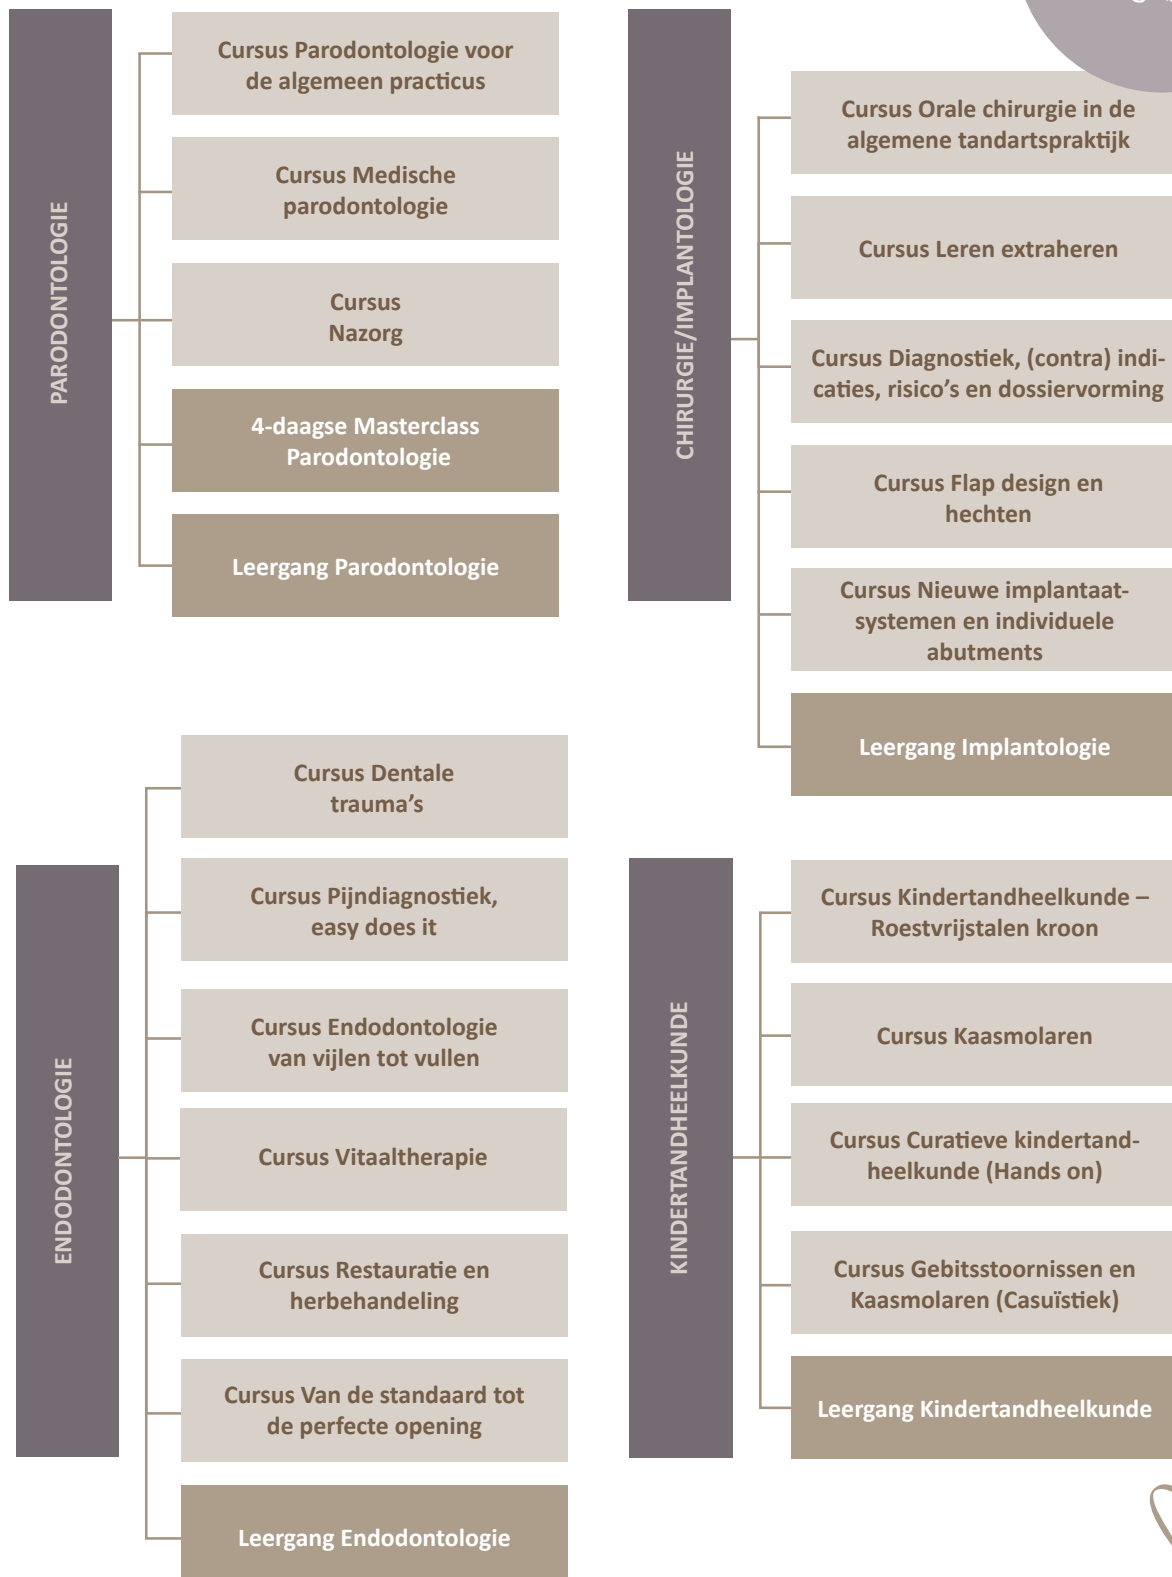 PARODONTOLOGIE
Cursus Parodontologie voor
de algemeen practicus
Cursus Medische
parodontologie
Cursus
Nazorg
4-daagse Masterclass
Parodontologie
Leergang Parodontologie
CHIRURGIE/IMPLANTOLOGIE
Cursus Orale chirurgie in de
algemene tandartspraktijk
Cursus Leren extraheren
Cursus Diagnostiek, (contra) indi-
caties, risico’s en dossiervorming
Cursus Flap design en
hechten
Cursus Nieuwe implantaat-
systemen en individuele
abutments
Leergang Implantologie
ENDODONTOLOGIE
Cursus Dentale
trauma’s
Cursus Pijndiagnostiek,
easy does it
Cursus Endodontologie
van vijlen tot vullen
Cursus Vitaaltherapie
Cursus Restauratie en
herbehandeling
Cursus Van de standaard tot
de perfecte opening
Leergang Endodontologie
KINDERTANDHEELKUNDE
Cursus Kindertandheelkunde –
Roestvrijstalen kroon
Cursus Kaasmolaren
Cursus Curatieve kindertand-
heelkunde (Hands on)
Cursus Gebitsstoornissen en
Kaasmolaren (Casuïstiek)
Leergang Kindertandheelkunde